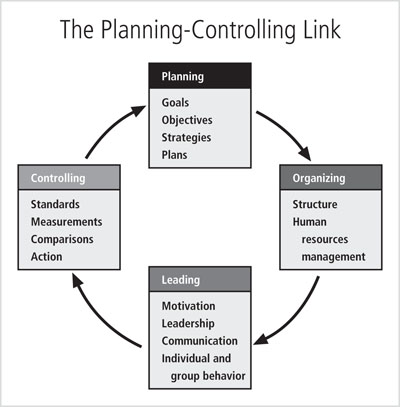 The Planning-Controlling Link
Planning
Goals
Objectives
Strategies
Plans
Controlling
Standards
Measurements
Comparisons
Action
Organizing
Structure
Human
resources
management
Leading
Motivation
Leadership
Communication
Individual and
group behavior